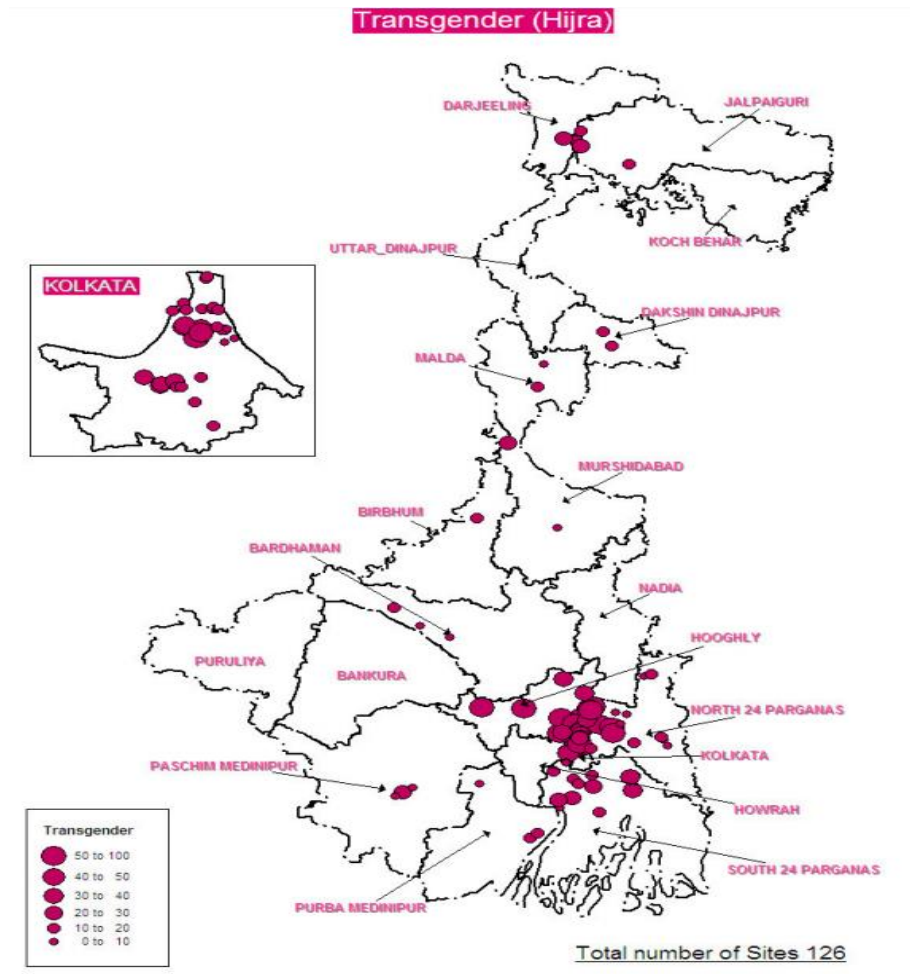 Transgender (Hijra)
DARJEELING
JALPAIGURI
KOCH BEHAR
UTTAR_DINAJPUR
KOLKATA
DAKSHIN DINAJPUR
MALDA
MURSHIDABAD
BIRBHUM
BARDHAMAN
NADIA
HOOGHLY
PURULIYA
BANKURA
NORTH 24 PARGANAS
KOLKATA
PASCHIM MEDINIPUR
HOWRAH
SOUTH 24 PARGANAS
PURBA MEDINIPUR
Transgender
50 to 100
40 to 50
30 to 40
20 to 30
10 to 20
0 to 10
Total number of Sites 126